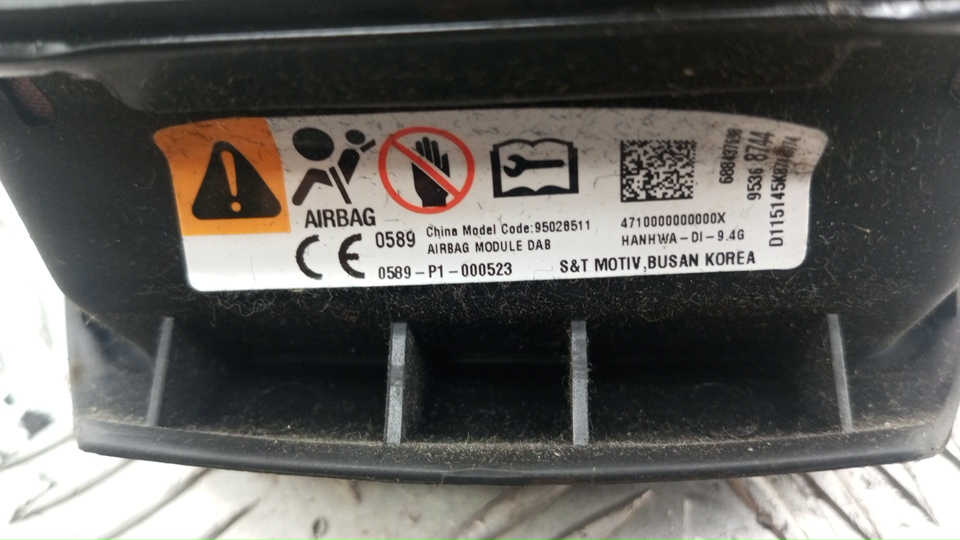 AIRBAG
0589
China Model Code:95028511
AIRBAG MODULE DAB
0589-P1-000523
4710000000000X
HANHWA-DI-9.4G
S&T MOTIV,BUSAN KOREA
9536 8744